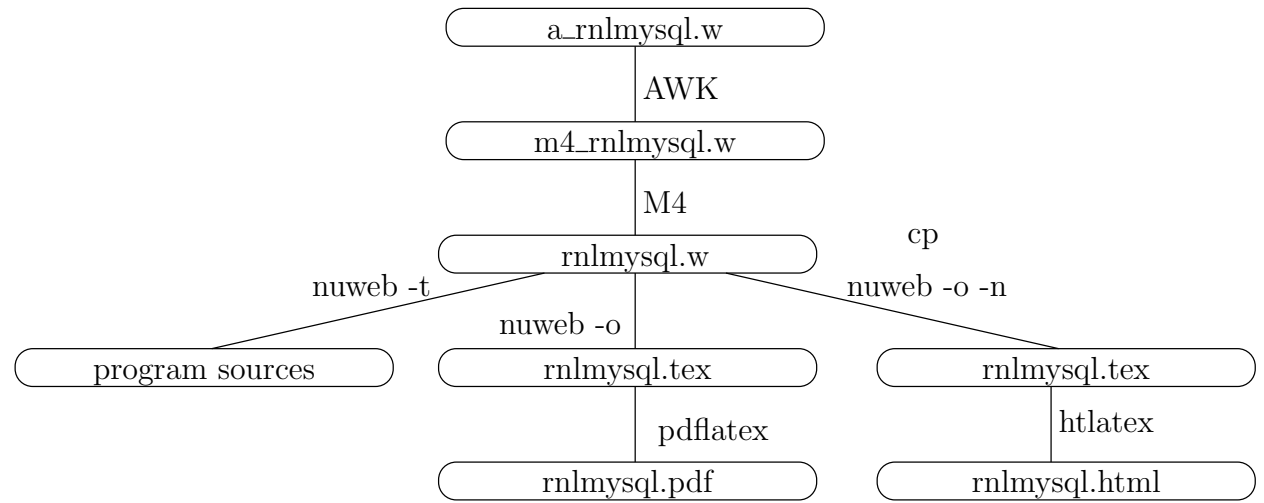 a_rnlmysql.w
AWK
m4_rnlmysql.w
M4
cp
rnlmysql.w
nuweb -t
nuweb -o -n
nuweb -o
program sources
rnlmysql.tex
rnlmysql.tex
pdflatex
htlatex
rnlmysql.pdf
rnlmysql.html